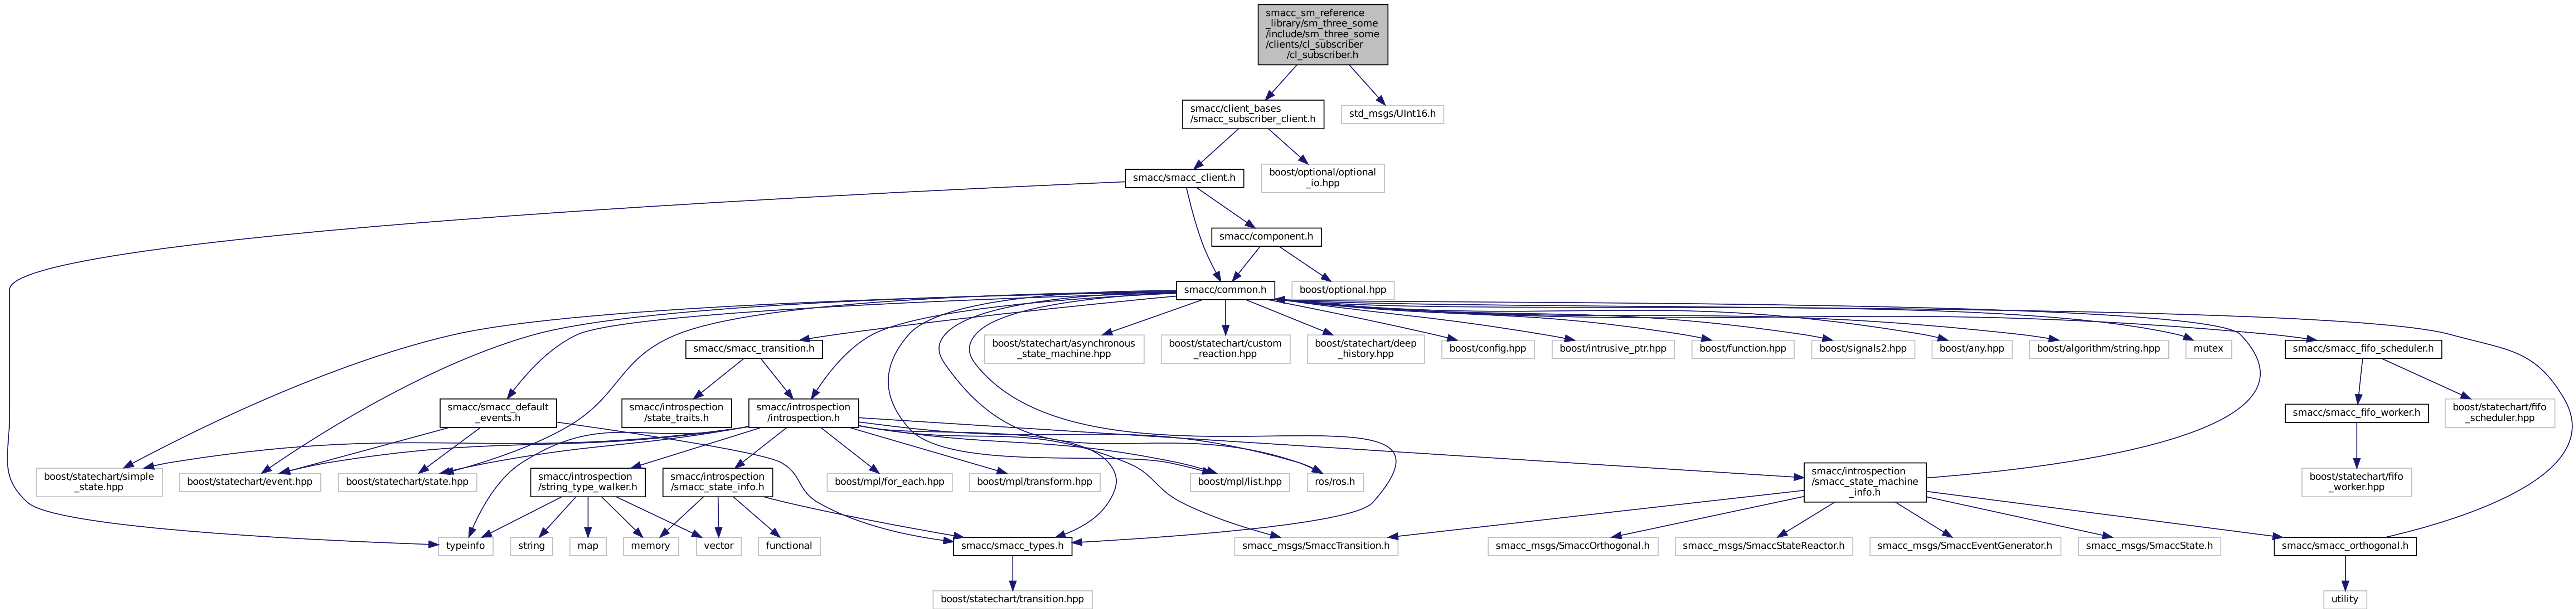 smacc_sm_reference
_library/sm_three_some
/include/sm_three_some
/clients/cl_subscriber
/cl_subscriber.h
smacc/client_bases
/smacc_subscriber_client.h
std_msgs/UInt16.h
smacc/smacc_client.h
boost/optional/optional
_io.hpp
smacc/component.h
smacc/common.h
boost/optional.hpp
smacc/smacc_transition.h
boost/statechart/asynchronous
_state_machine.hpp
boost/statechart/custom
_reaction.hpp
boost/statechart/deep
_history.hpp
boost/config.hpp
boost/intrusive_ptr.hpp
boost/function.hpp
boost/signals2.hpp
boost/any.hpp
boost/algorithm/string.hpp
mutex
smacc/smacc_fifo_scheduler.h
smacc/smacc_default
_events.h
smacc/introspection
/state_traits.h
smacc/introspection
/introspection.h
smacc/smacc_fifo_worker.h
boost/statechart/fifo
_scheduler.hpp
boost/statechart/simple
_state.hpp
boost/statechart/event.hpp
boost/statechart/state.hpp
smacc/introspection
/string_type_walker.h
smacc/introspection
/smacc_state_info.h
boost/mpl/for_each.hpp
boost/mpl/transform.hpp
boost/mpl/list.hpp
ros/ros.h
smacc/introspection
/smacc_state_machine
_info.h
boost/statechart/fifo
_worker.hpp
typeinfo
string
map
memory
vector
functional
smacc/smacc_types.h
smacc_msgs/SmaccTransition.h
smacc_msgs/SmaccOrthogonal.h
smacc_msgs/SmaccStateReactor.h
smacc_msgs/SmaccEventGenerator.h
smacc_msgs/SmaccState.h
smacc/smacc_orthogonal.h
boost/statechart/transition.hpp
utility